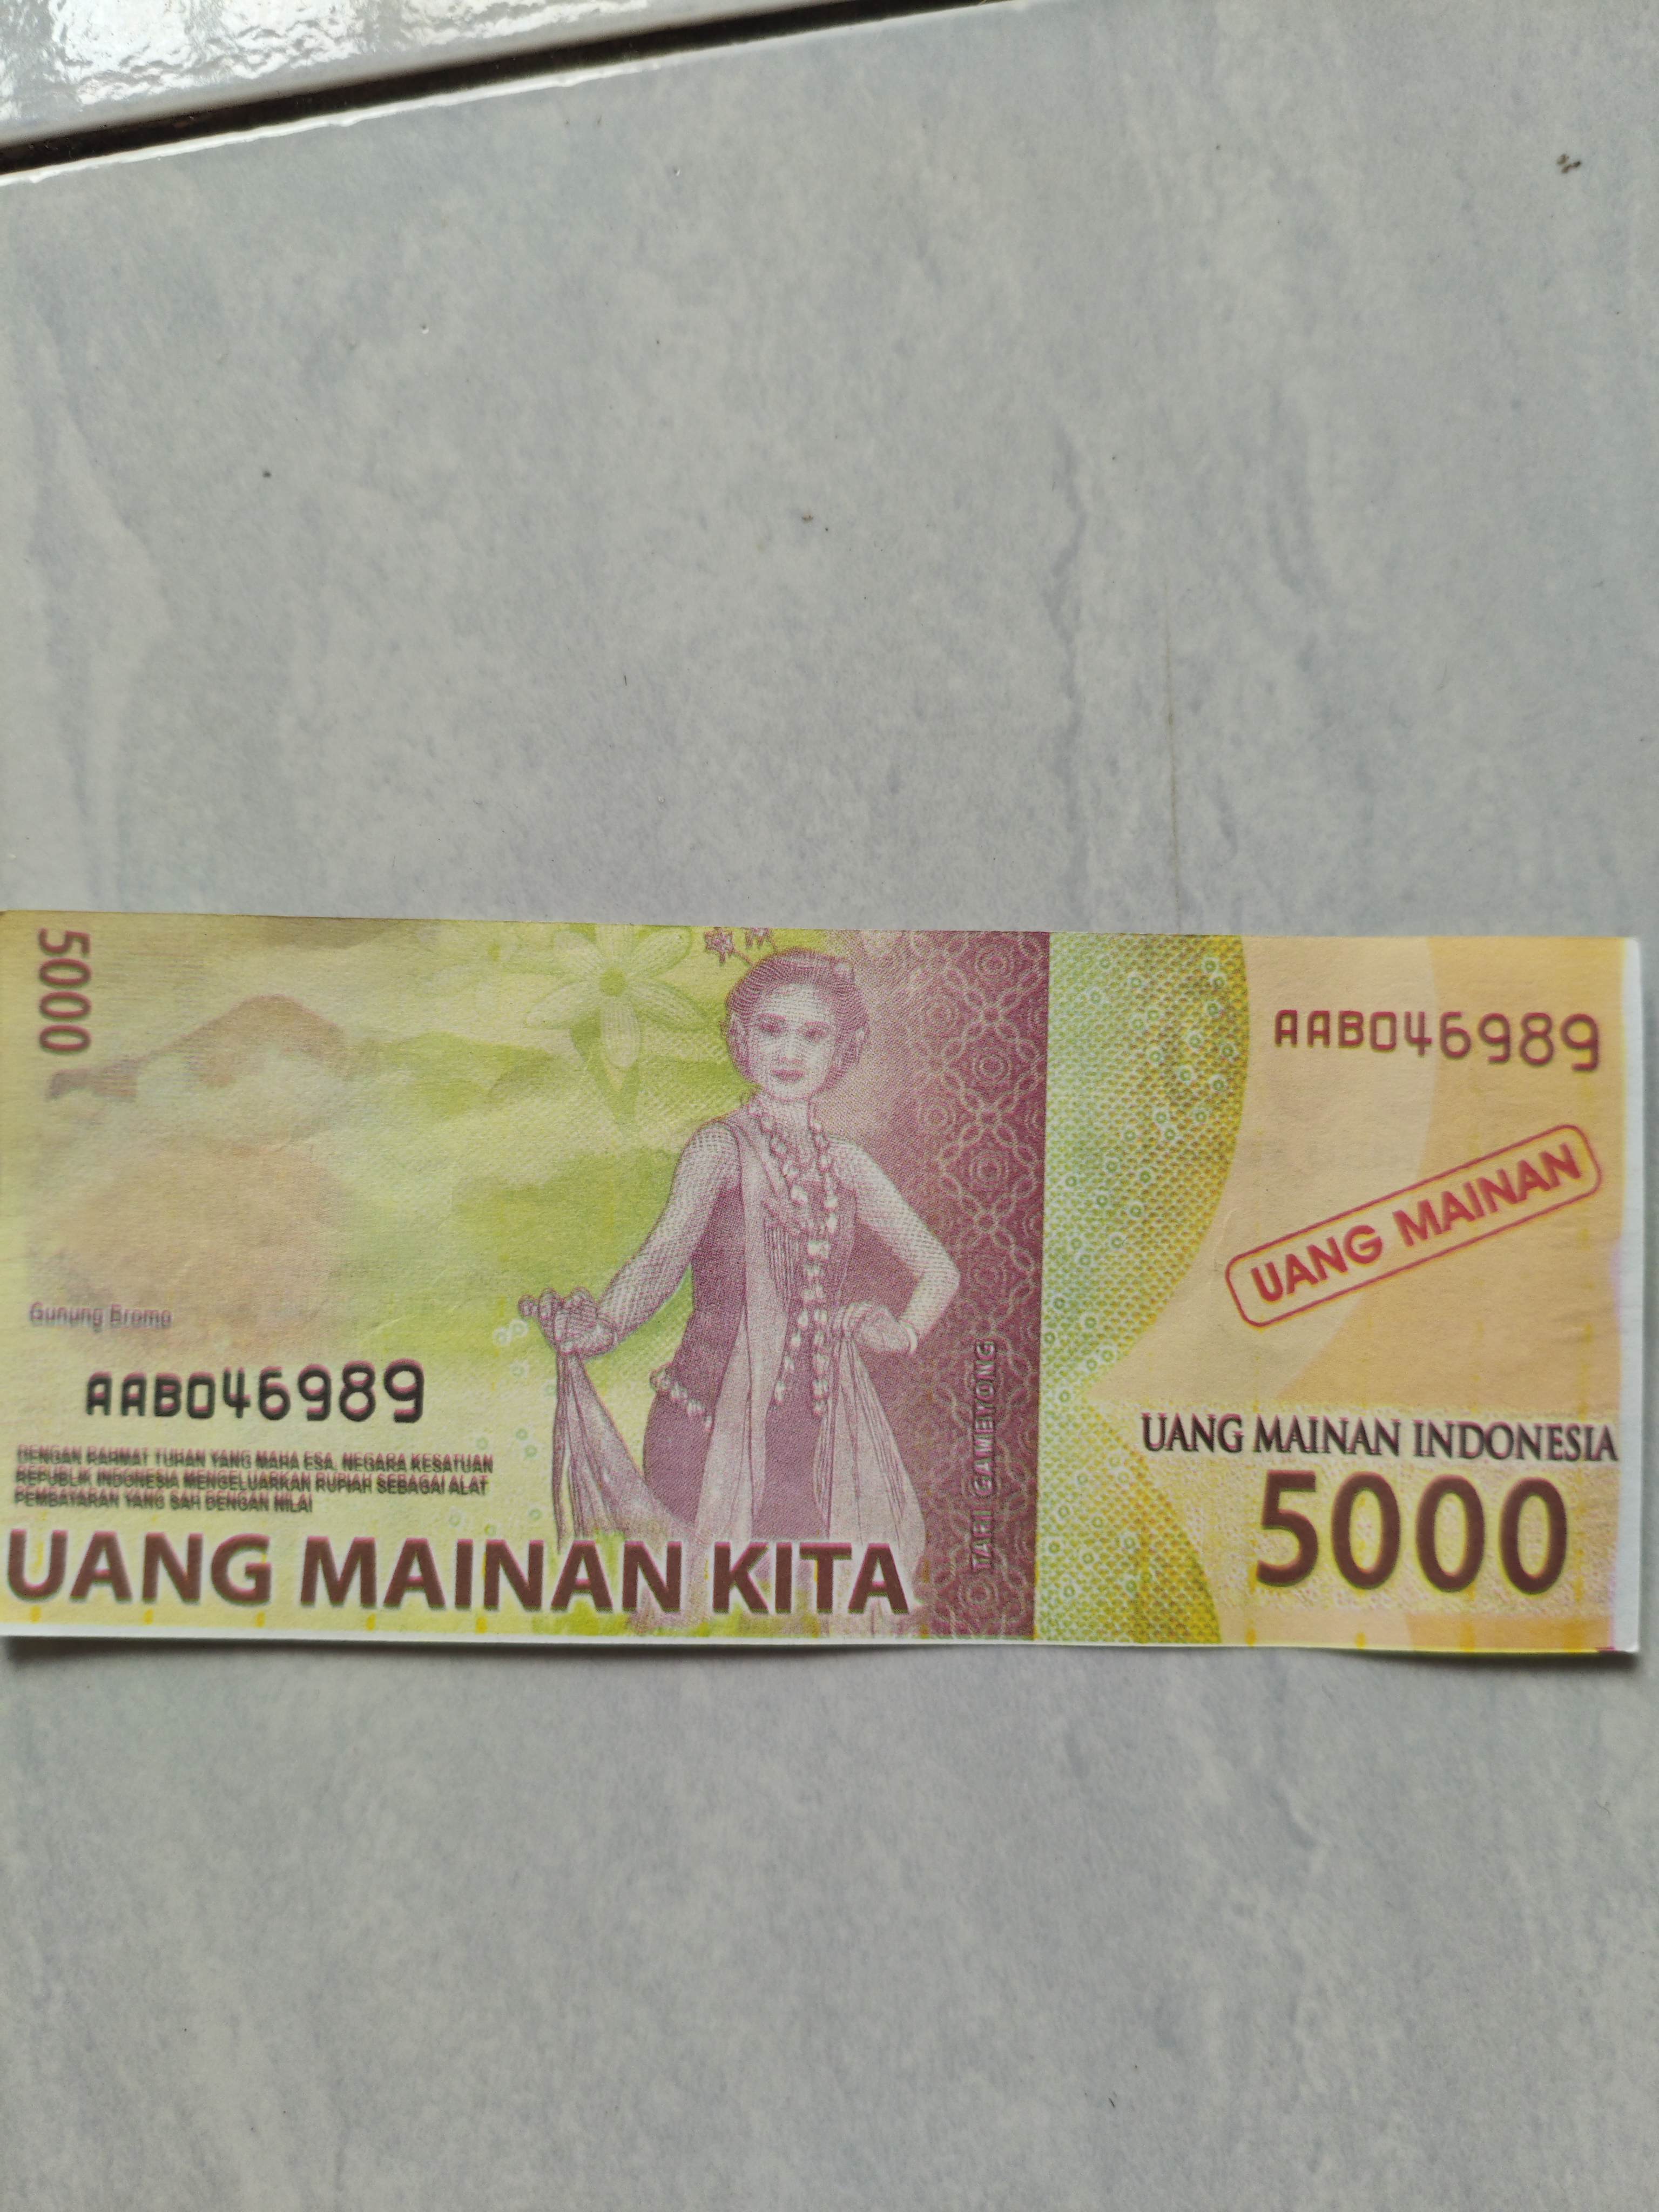 5000
AAB046989
UANG MAINAN
Gunung Bromo
AAB046989
DENGAN RAHMAT TUHAN YANG MAHA ESA, NEGARA KESATUAN
REPUBLIK INDONESIA MENGELUARKAN RUPIAH SEBAGAI ALAT
PEMBAYARAN YANG SAH DENGAN NILAI
UANG MAINAN KITA
TARI GAMBYONG
UANG MAINAN INDONESIA
5000